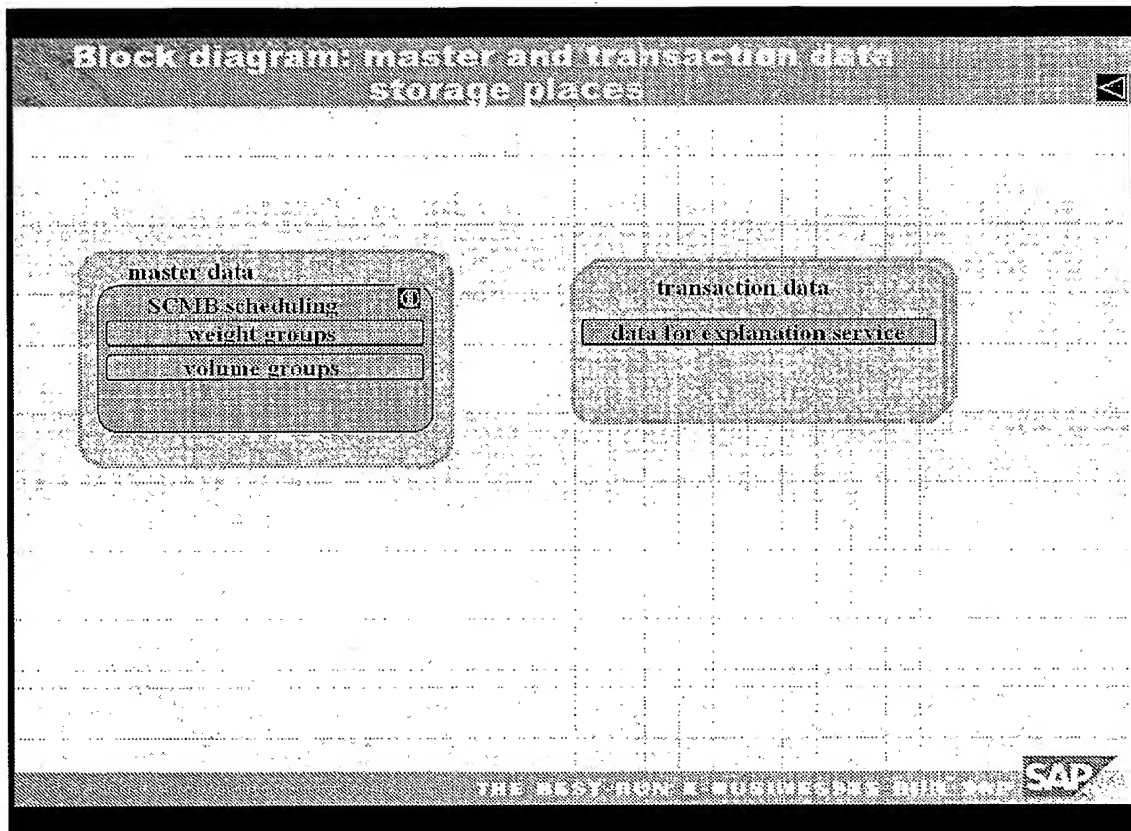 Block diagram: master and transaction data
storage places
master data
SCMB scheduling
weight groups
volume groups
transaction data
data for explanation service
THE BEST-RUN E-BUSINESSES RUN SAP
SAP